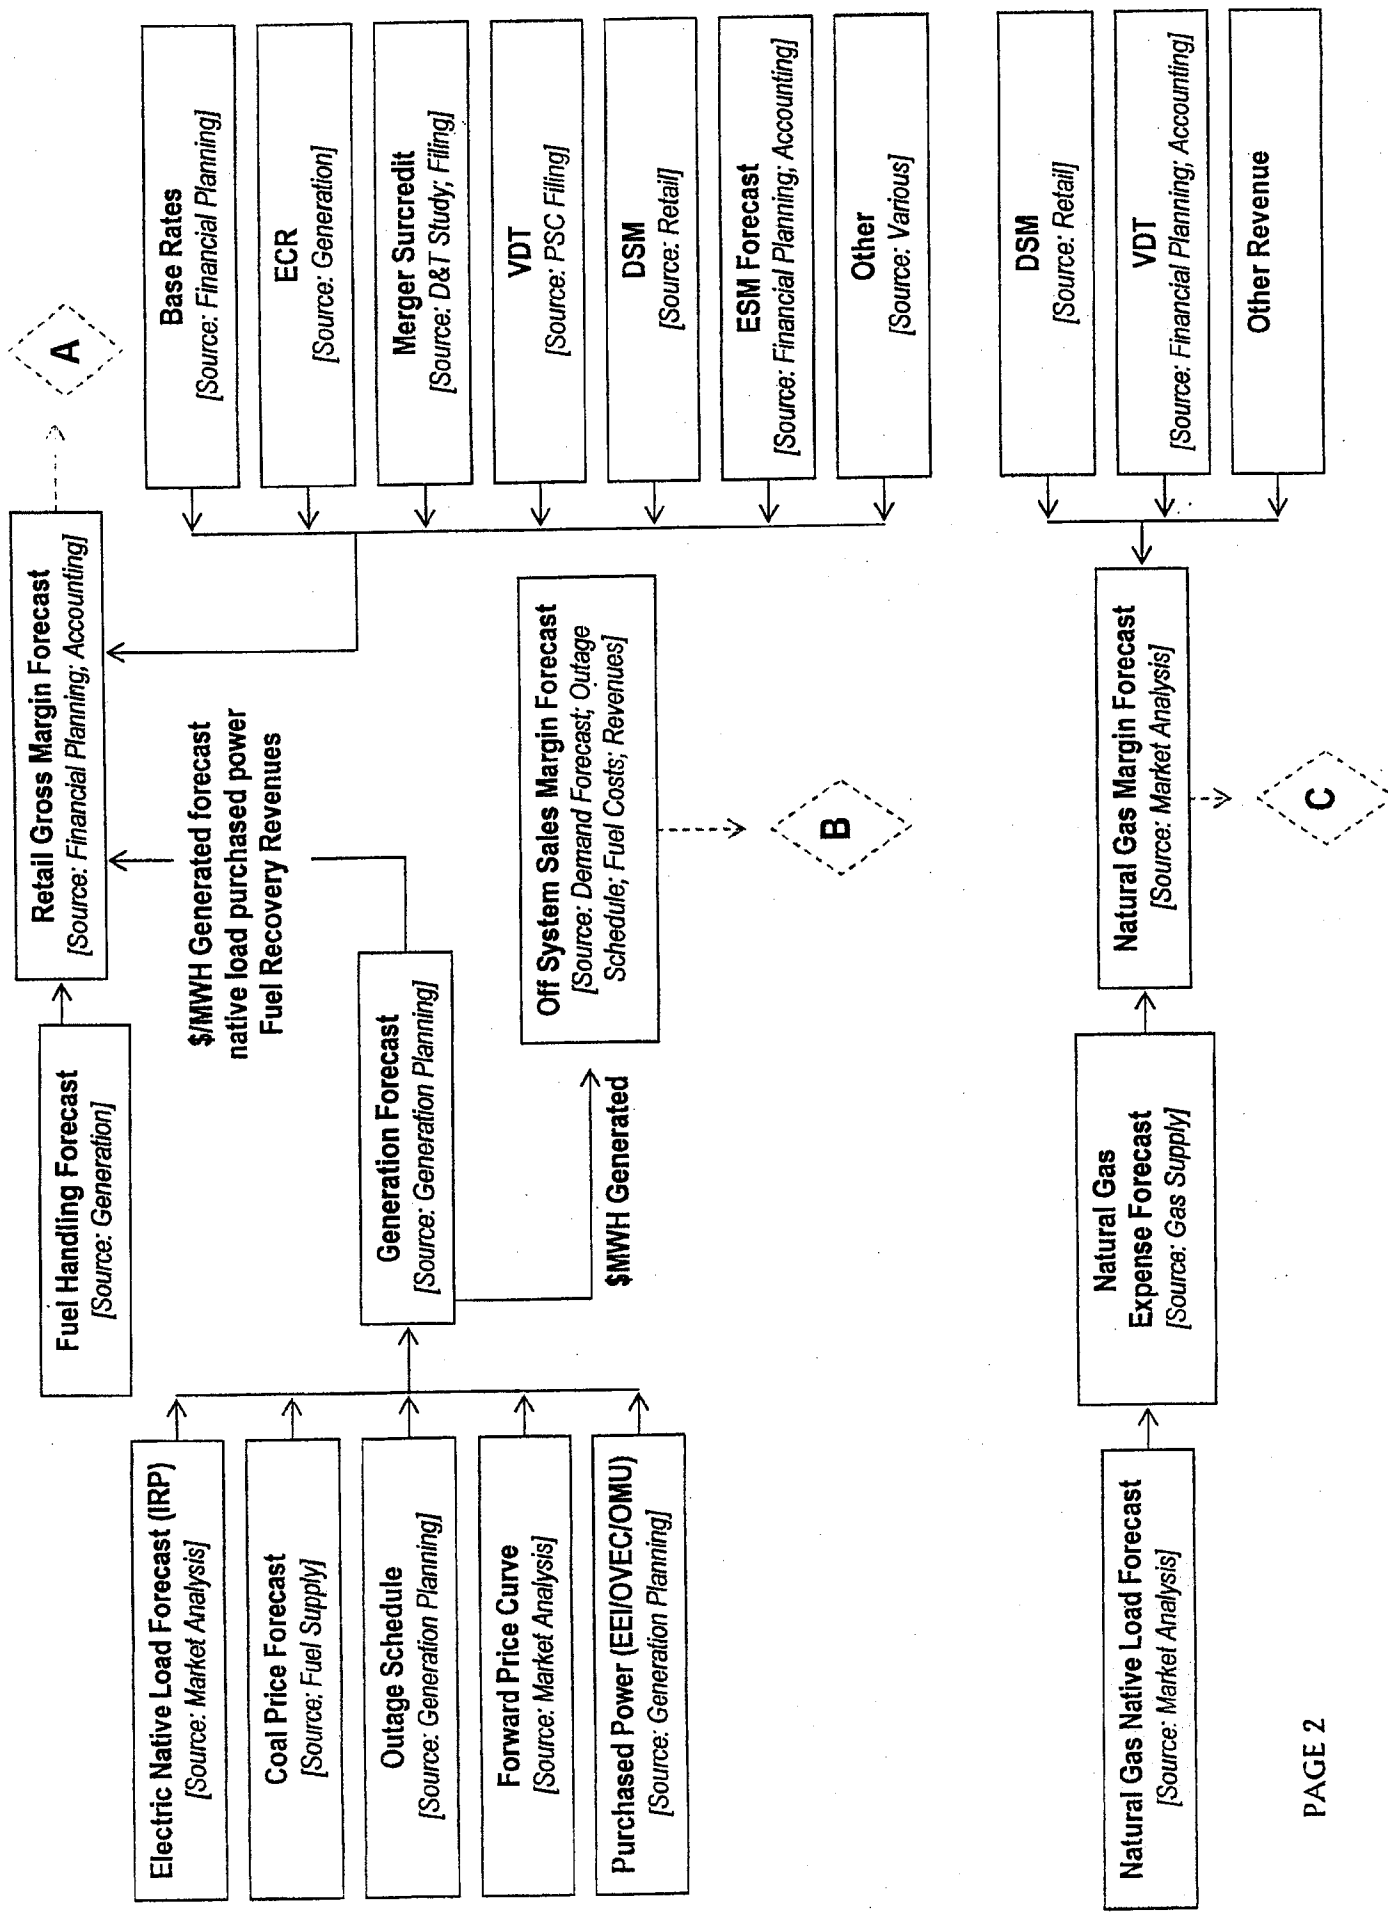 Fuel Handling Forecast
[Source: Generation]
Retail Gross Margin Forecast
[Source: Financial Planning; Accounting]
A
Electric Native Load Forecast (IRP)
[Source: Market Analysis]
Coal Price Forecast
[Source: Fuel Supply]
Outage Schedule
[Source: Generation Planning]
Forward Price Curve
[Source: Market Analysis]
Purchased Power (EEI/OVEC/OMU)
[Source: Generation Planning]
Generation Forecast
[Source: Generation Planning]
$/MWH Generated forecast
native load purchased power
Fuel Recovery Revenues
$MWH Generated
Off System Sales Margin Forecast
[Source: Demand Forecast; Outage
Schedule; Fuel Costs; Revenues]
B
Base Rates
[Source: Financial Planning]
ECR
[Source: Generation]
Merger Surcredit
[Source: D&T Study; Filing]
VDT
[Source: PSC Filing]
DSM
[Source: Retail]
ESM Forecast
[Source: Financial Planning; Accounting]
Other
[Source: Various]
Natural Gas Native Load Forecast
[Source: Market Analysis]
Natural Gas
Expense Forecast
[Source: Gas Supply]
Natural Gas Margin Forecast
[Source: Market Analysis]
C
DSM
[Source: Retail]
VDT
[Source: Financial Planning; Accounting]
Other Revenue
PAGE 2